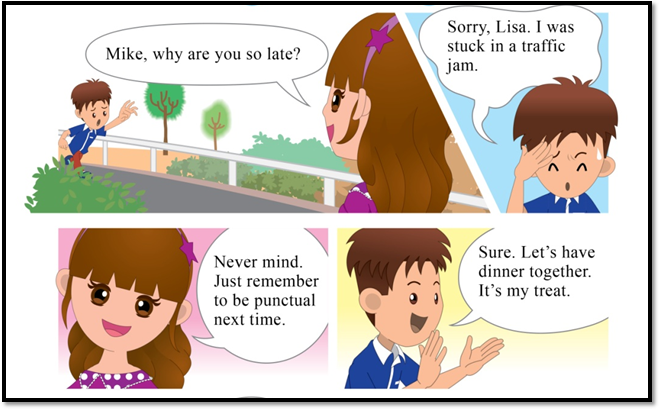 Mike, why are you so late?
Sorry, Lisa. I was
stuck in a traffic
jam.
Never mind.
Just remember
to be punctual
next time.
Sure. Let's have
dinner together.
It's my treat.